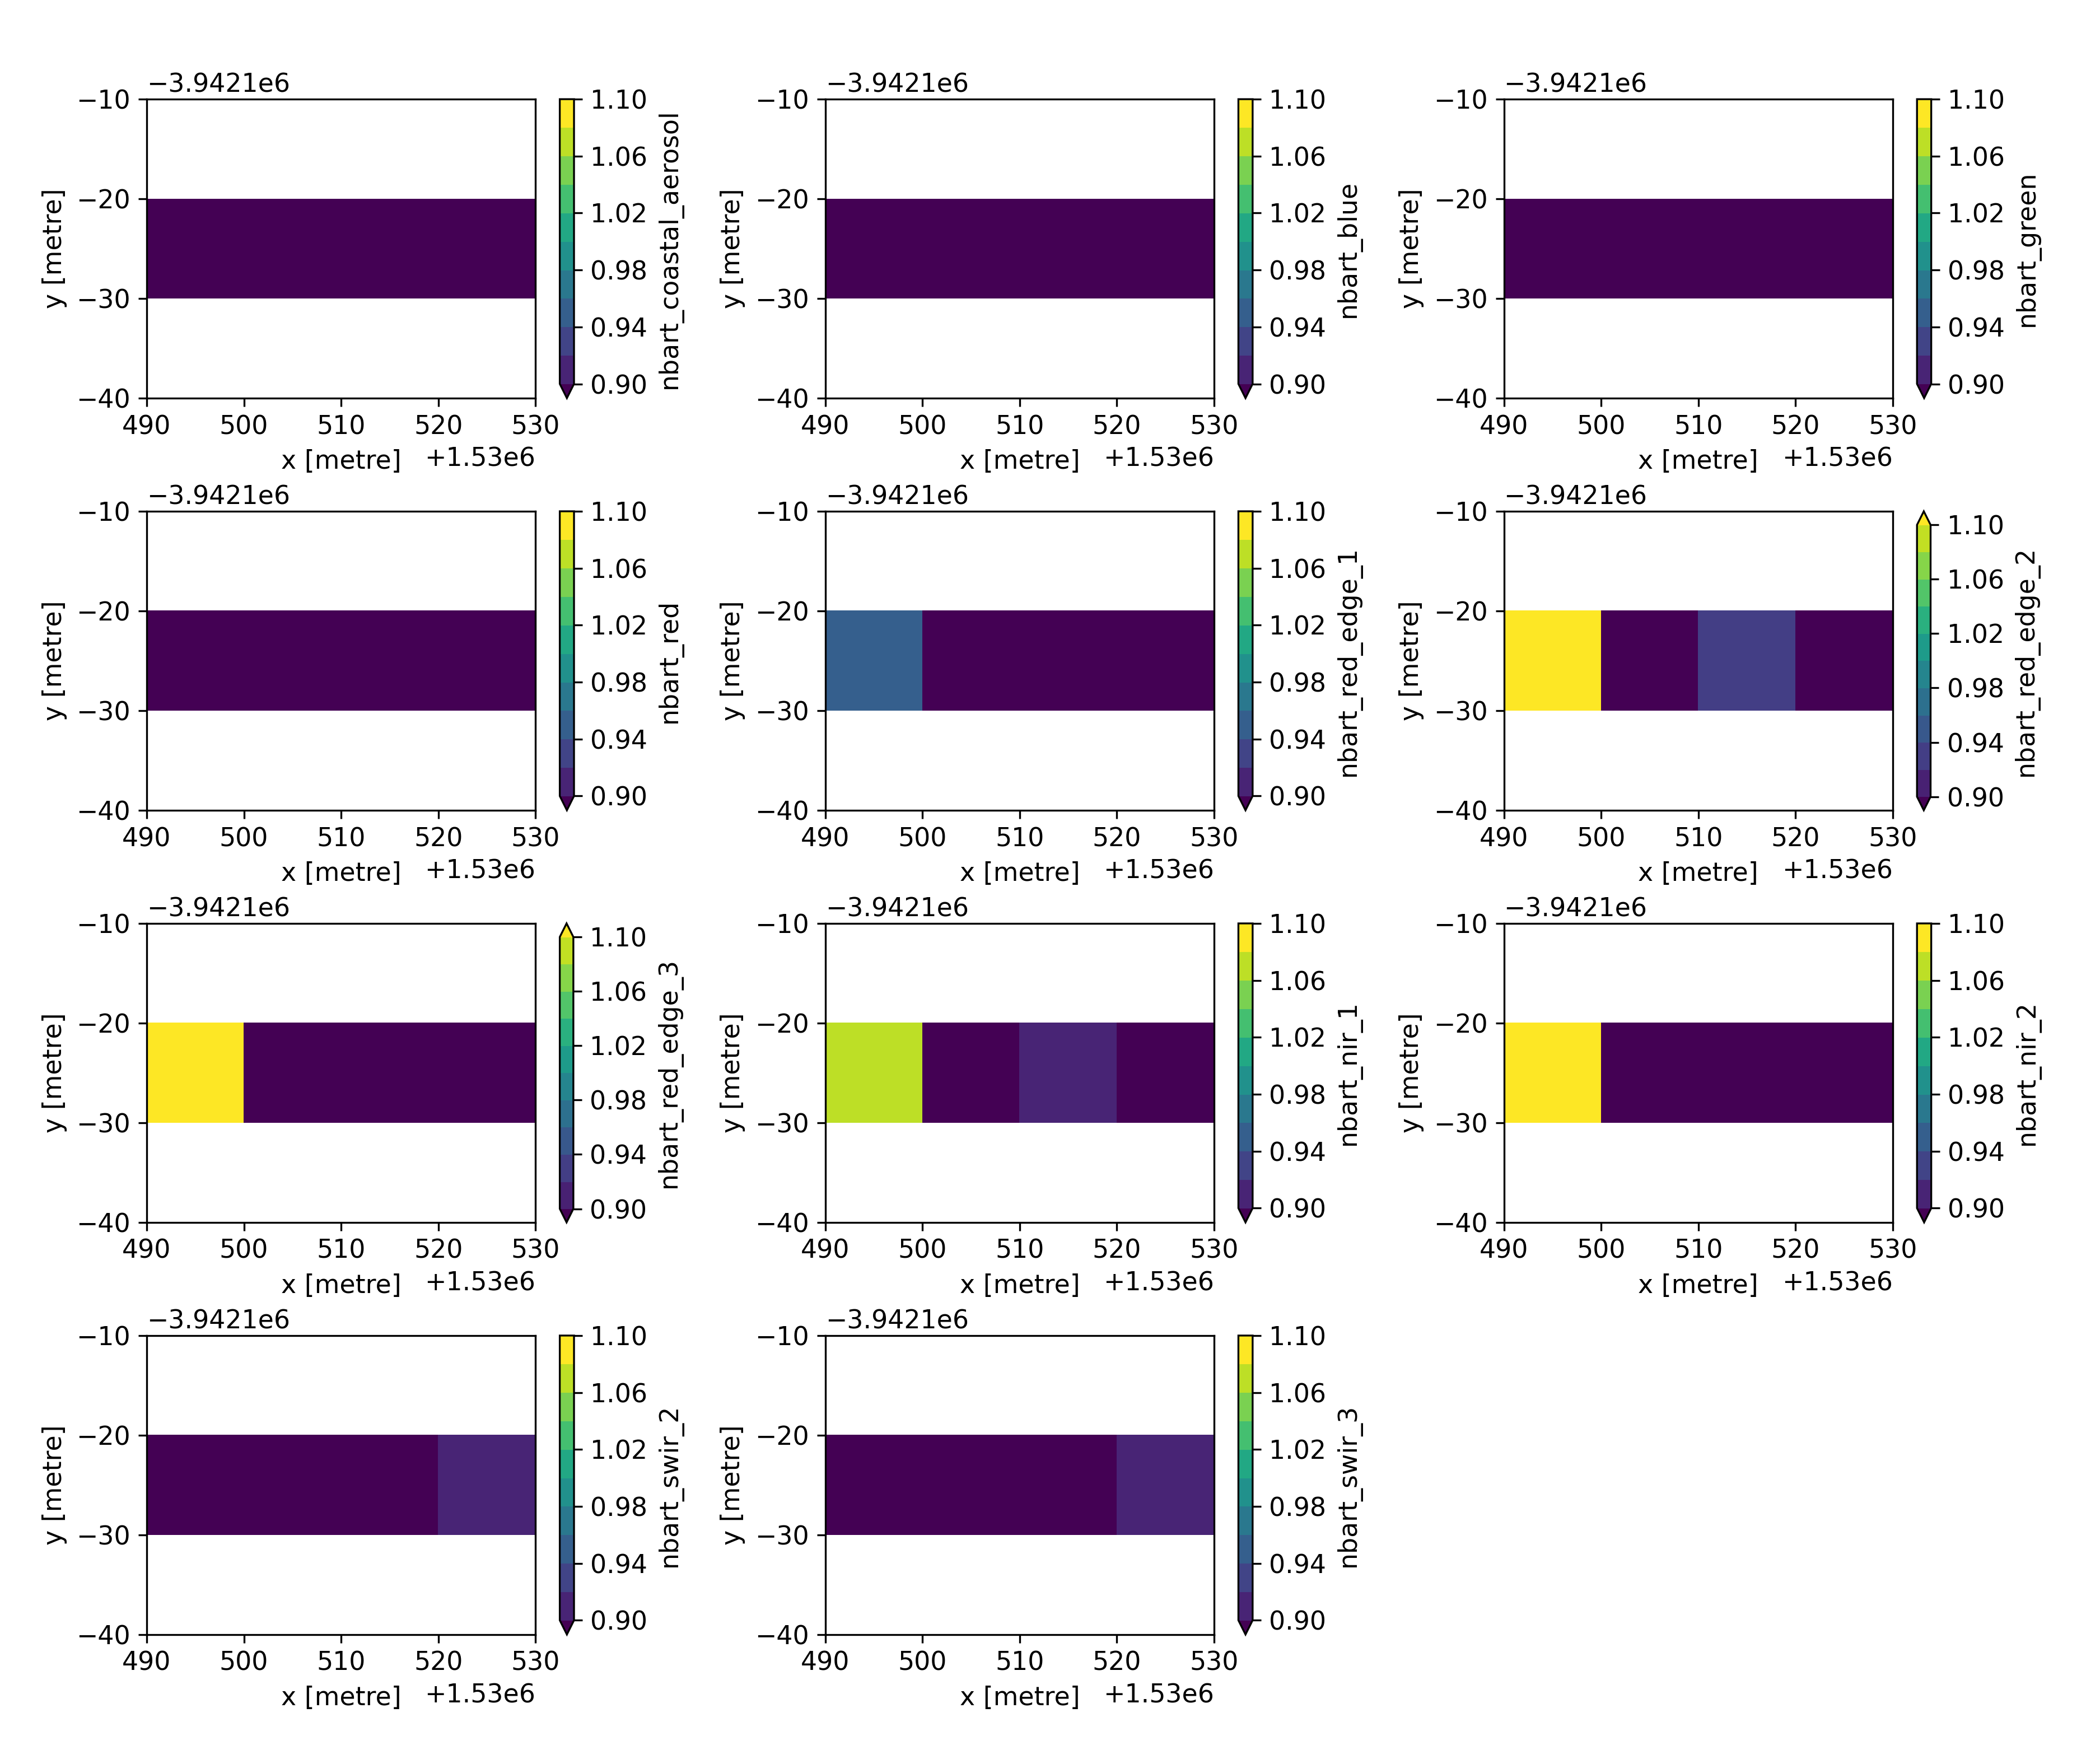 −3.9421e6 −3.9421e6 −3.9421e6
−10 1.10 −10 1.10 −10 1.10
1.06 1.06 1.06
−20 1.02 −20 1.02 −20 1.02
y [metre] nbart_coastal_aerosol y [metre] nbart_blue y [metre] nbart_green
0.98 0.98 0.98
−30 0.94 −30 0.94 −30 0.94
−40 0.90 −40 0.90 −40 0.90
490 500 510 520 530 490 500 510 520 530 490 500 510 520 530
x [metre] +1.53e6 x [metre] +1.53e6 x [metre] +1.53e6
−3.9421e6 −3.9421e6 −3.9421e6
−10 1.10 −10 1.10 −10 1.10
1.06 1.06 1.06
−20 1.02 −20 1.02 −20 1.02
y [metre] nbart_red y [metre] nbart_red_edge_1 y [metre] nbart_red_edge_2
0.98 0.98 0.98
−30 0.94 −30 0.94 −30 0.94
−40 0.90 −40 0.90 −40 0.90
490 500 510 520 530 490 500 510 520 530 490 500 510 520 530
x [metre] +1.53e6 x [metre] +1.53e6 x [metre] +1.53e6
−3.9421e6 −3.9421e6 −3.9421e6
−10 1.10 −10 1.10 −10 1.10
1.06 1.06 1.06
−20 1.02 −20 1.02 −20 1.02
y [metre] nbart_red_edge_3 y [metre] nbart_nir_1 y [metre] nbart_nir_2
0.98 0.98 0.98
−30 0.94 −30 0.94 −30 0.94
−40 0.90 −40 0.90 −40 0.90
490 500 510 520 530 490 500 510 520 530 490 500 510 520 530
x [metre] +1.53e6 x [metre] +1.53e6 x [metre] +1.53e6
−3.9421e6 −3.9421e6
−10 1.10 −10 1.10
1.06 1.06
−20 1.02 −20 1.02
y [metre] nbart_swir_2 y [metre] nbart_swir_3
0.98 0.98
−30 0.94 −30 0.94
−40 0.90 −40 0.90
490 500 510 520 530 490 500 510 520 530
x [metre] +1.53e6 x [metre] +1.53e6